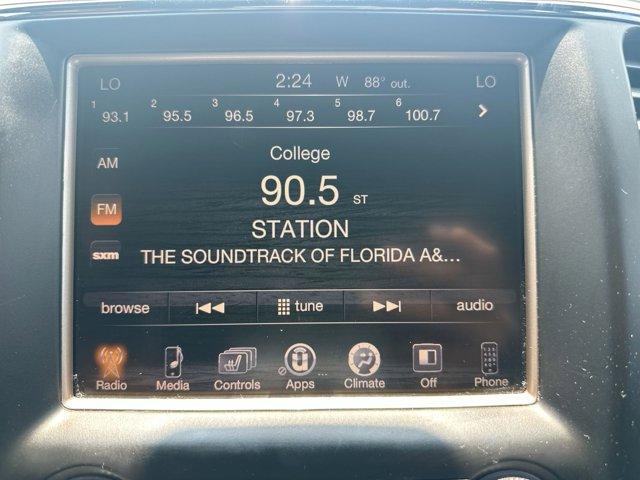 LO 2:24 W 88° out. LO
1 93.1 2 95.5 3 96.5 4 97.3 5 98.7 6 100.7
College
AM
90.5 ST
FM
STATION
sxm THE SOUNDTRACK OF FLORIDA A&...
browse tune audio
Radio Media Controls Apps Climate Off Phone